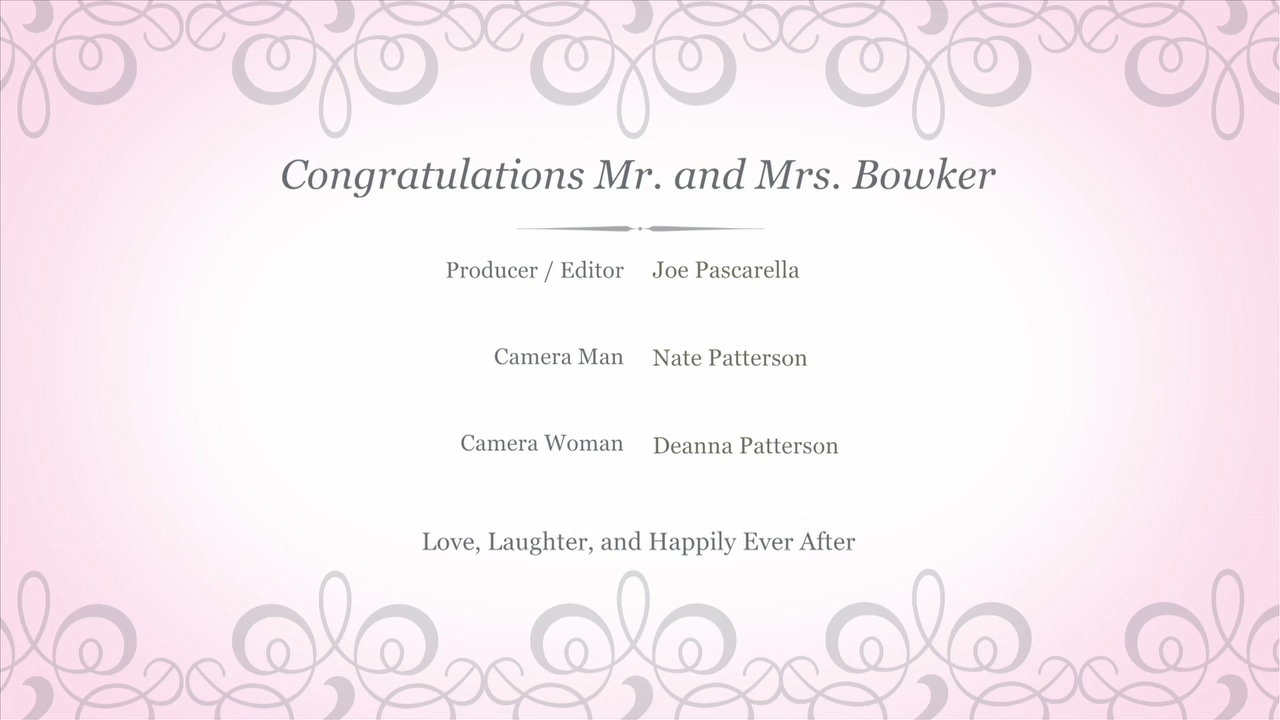 Congratulations Mr. and Mrs. Bowker
Producer / Editor Joe Pascarella
Camera Man Nate Patterson
Camera Woman Deanna Patterson
Love, Laughter, and Happily Ever After